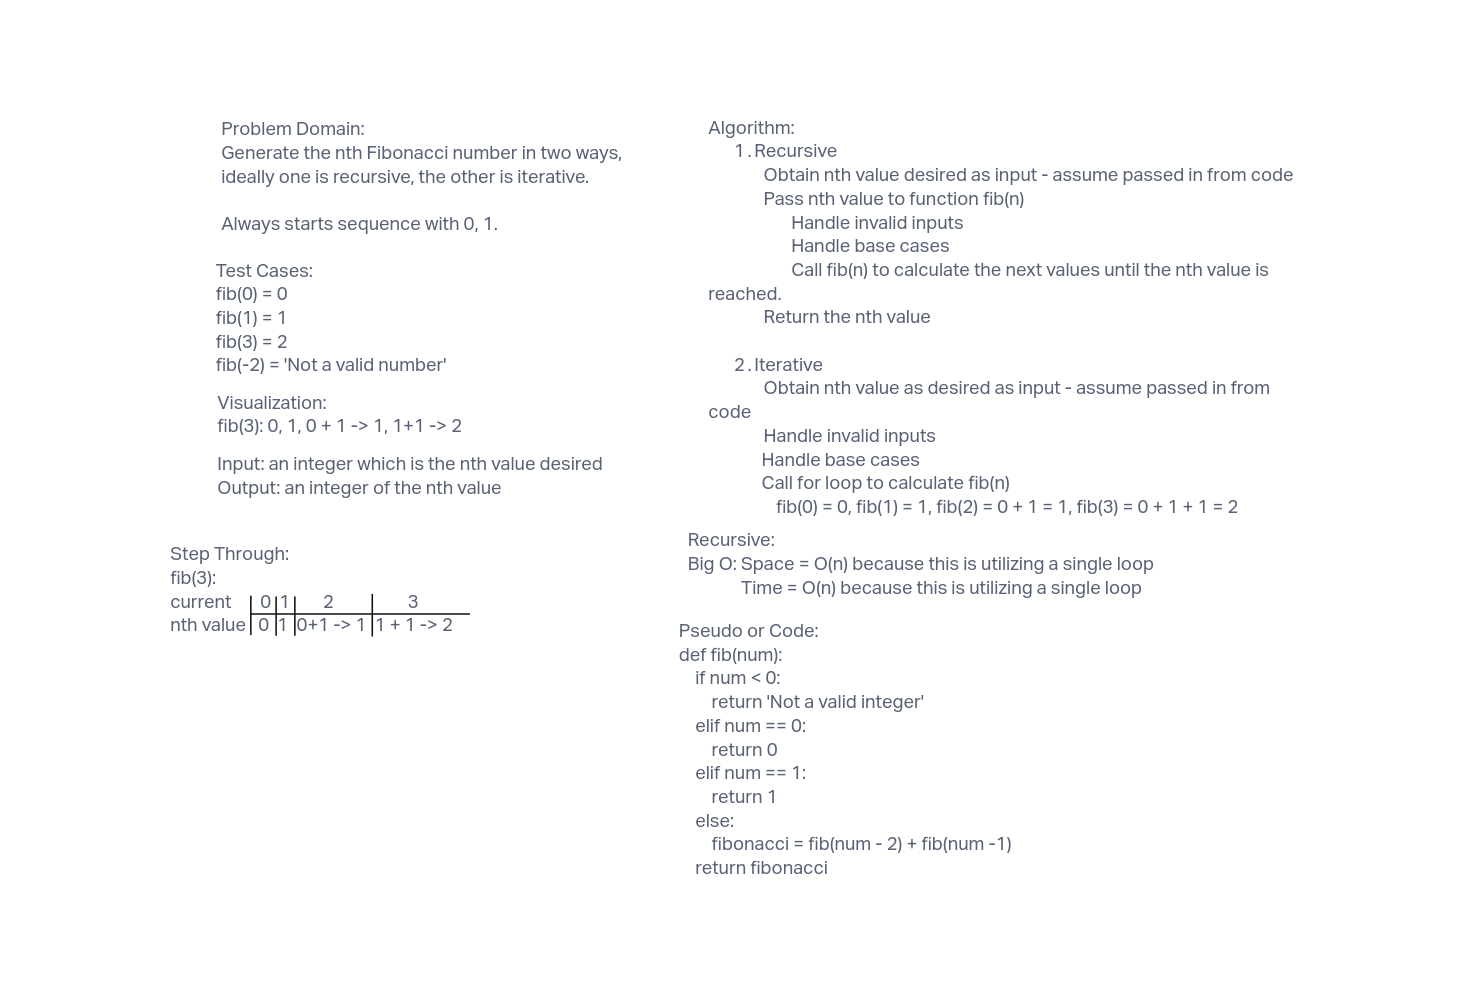 Problem Domain:
Generate the nth Fibonacci number in two ways,
ideally one is recursive, the other is iterative.
Always starts sequence with 0, 1.
Test Cases:
fib(0) = 0
fib(1) = 1
fib(3) = 2
fib(-2) = 'Not a valid number'
Visualization:
fib(3): 0, 1, 0 + 1 -> 1, 1+1 -> 2
Input: an integer which is the nth value desired
Output: an integer of the nth value
Step Through:
fib(3):
current 0 1 2 3
nth value 0 1 0+1 -> 1 1 + 1 -> 2
Algorithm:
1. Recursive
Obtain nth value desired as input - assume passed in from code
Pass nth value to function fib(n)
Handle invalid inputs
Handle base cases
Call fib(n) to calculate the next values until the nth value is
reached.
Return the nth value
2. Iterative
Obtain nth value as desired as input - assume passed in from
code
Handle invalid inputs
Handle base cases
Call for loop to calculate fib(n)
fib(0) = 0, fib(1) = 1, fib(2) = 0 + 1 = 1, fib(3) = 0 + 1 + 1 = 2
Recursive:
Big O: Space = O(n) because this is utilizing a single loop
Time = O(n) because this is utilizing a single loop
Pseudo or Code:
def fib(num):
if num < 0:
return 'Not a valid integer'
elif num == 0:
return 0
elif num == 1:
return 1
else:
fibonacci = fib(num - 2) + fib(num -1)
return fibonacci